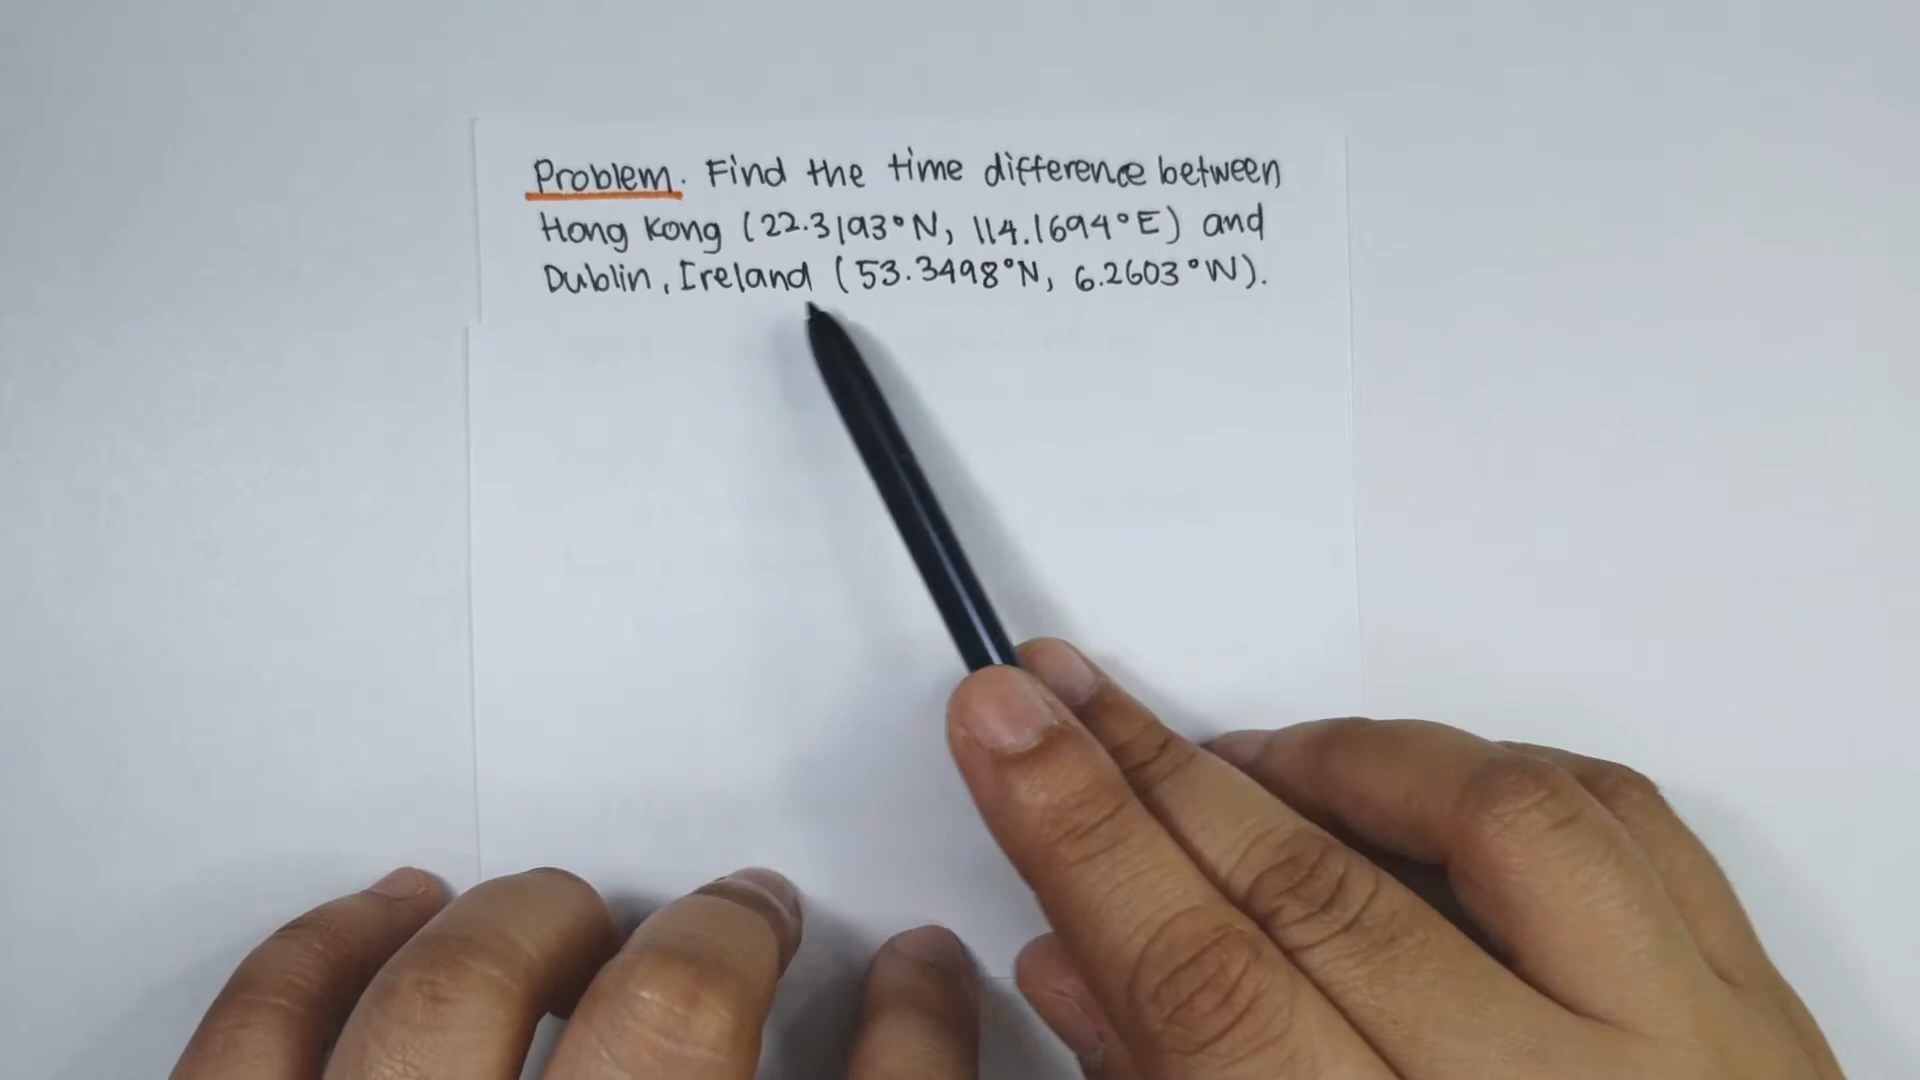 Problem. Find the time difference between
Hong Kong (22.3193°N, 114.1694°E) and
Dublin, Ireland (53.3498°N, 6.2603°W).